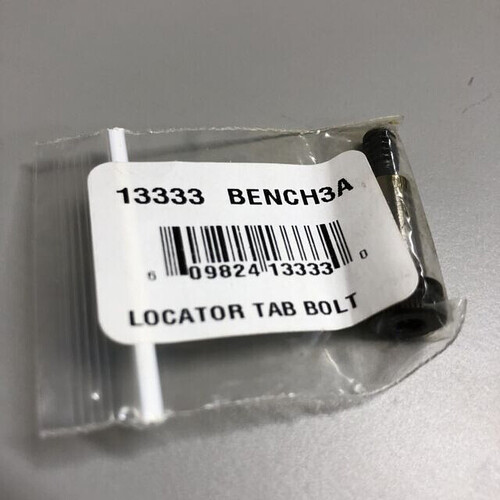 13333 BENCH3A
6 09824 13333 0
LOCATOR TAB BOLT